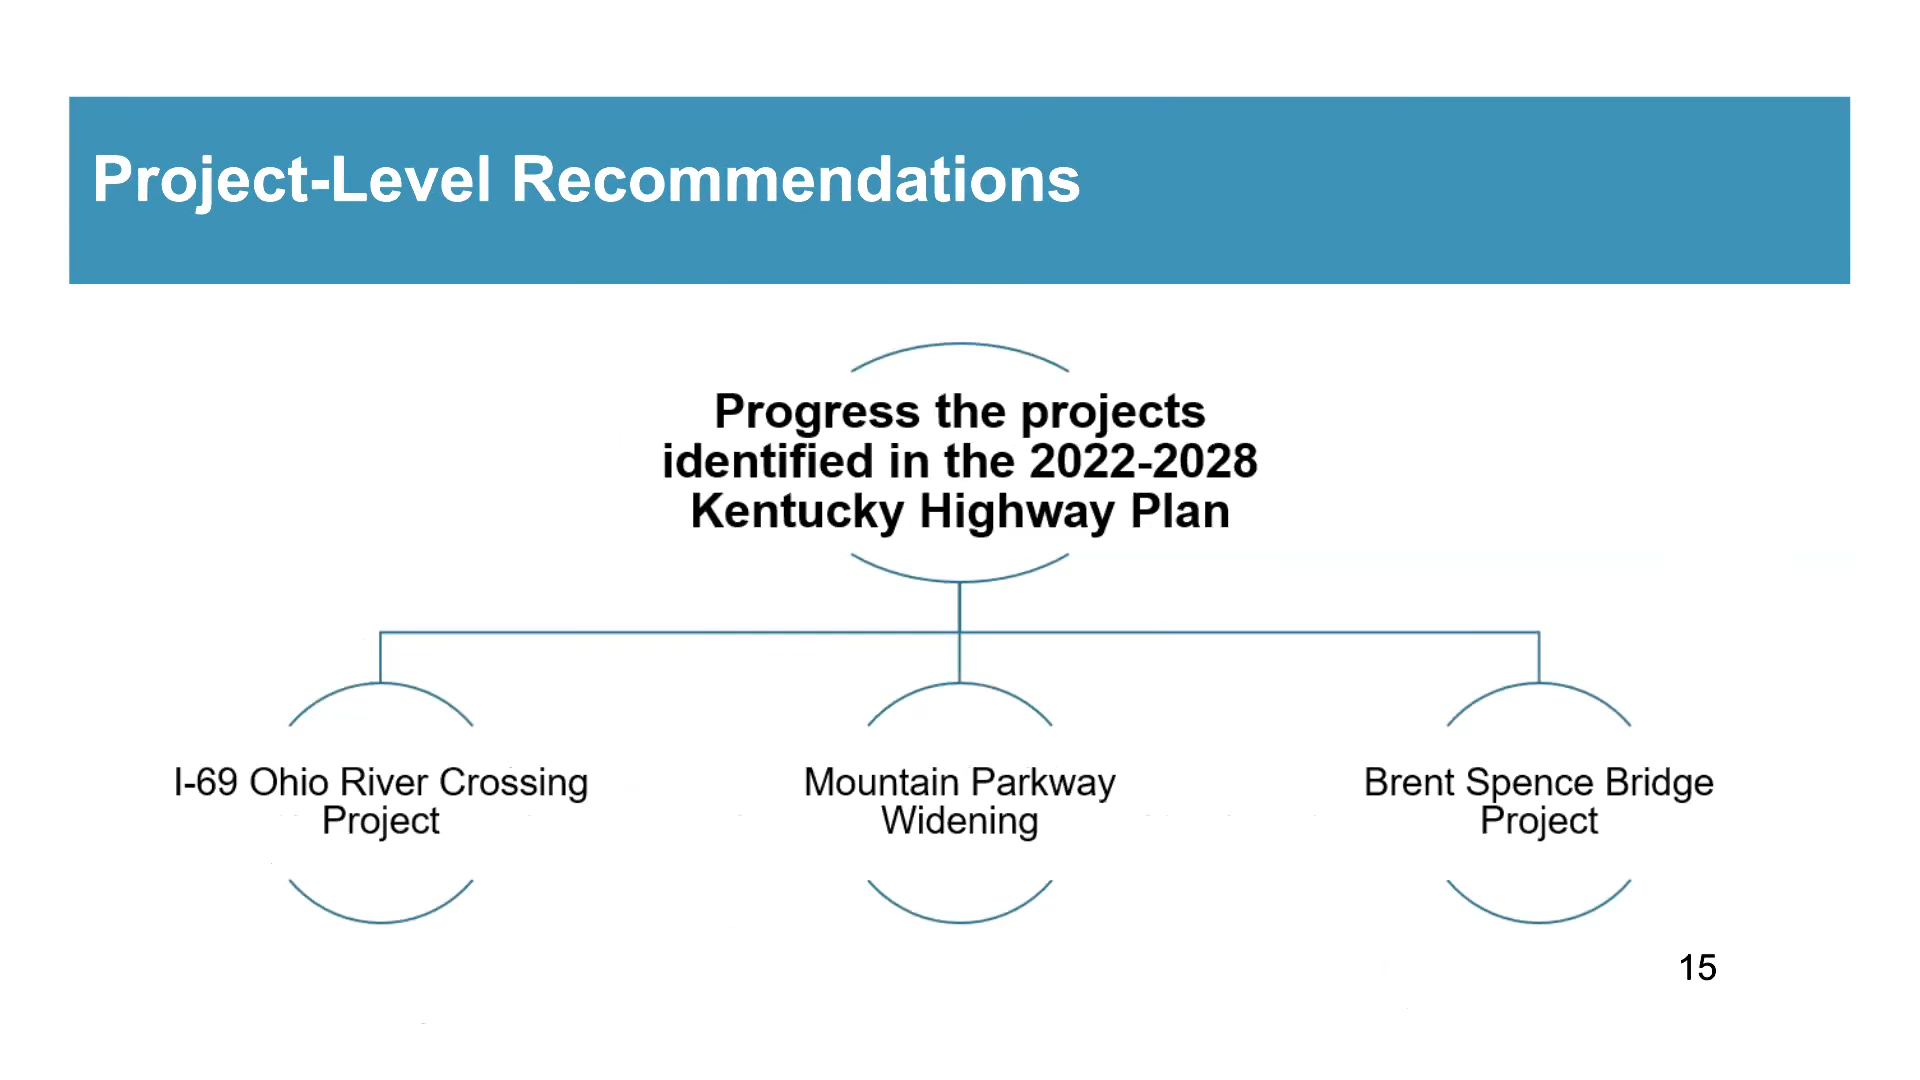 Project-Level Recommendations
Progress the projects
identified in the 2022-2028
Kentucky Highway Plan
I-69 Ohio River Crossing
Project
Mountain Parkway
Widening
Brent Spence Bridge
Project
15